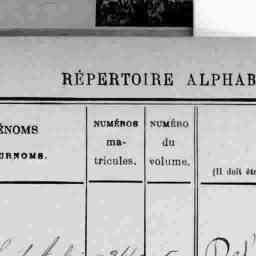 RÉPERTOIRE ALPHAB
ÉNOMS
URNOMS.
NUMÉROS
ma-
tricules.
NUMÉRO
du
volume.
(Il doit êt